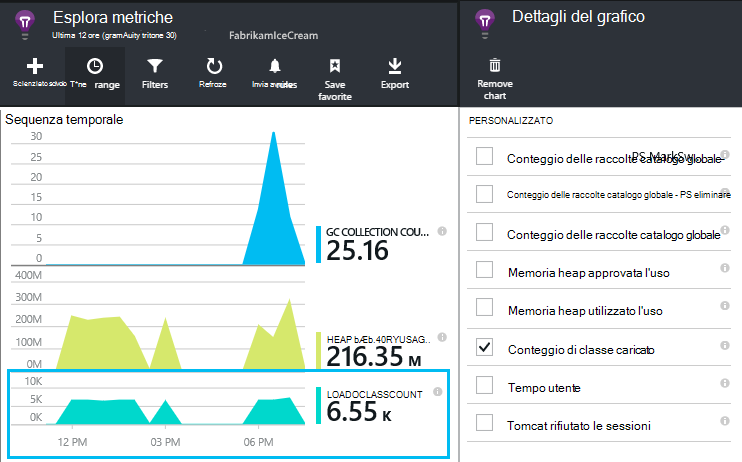 Esplora metriche
Ultima 12 ore (gramAuity tritone 30)
FabrikamIceCream
Scienziato sdvolo
T*ne range
Filters
Refroze
Invia avviso rules
Save favorite
Export
Sequenza temporale
30
25
20
15
10
5
0
GC COLLECTION COU...
25.16
400M
300M
200M
100M
0M
HEAP bÆb.40RYUSAG..
216.35 M
10K
5K
0K
LOADOCLASSCOUNT
6.55 K
12 PM
03 PM
06 PM
Dettagli del grafico
Remove chart
PERSONALIZZATO
Conteggio delle raccolte catalogo globale-
PS MarkSw...
Conteggio delle raccolte catalogo globale - PS eliminare
Conteggio delle raccolte catalogo globale
Memoria heap approvata l'uso
Memoria heap utilizzato l'uso
Conteggio di classe caricato
Tempo utente
Tomcat rifiutato le sessioni